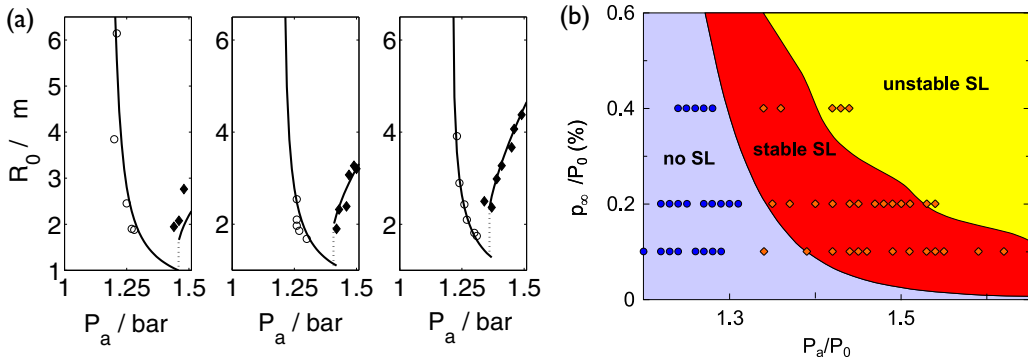 (a)
R₀ / m
6
5
4
3
2
1
1 1.25 1.5
Pₐ / bar
6
4
2
1 1.25 1.5
Pₐ / bar
6
4
2
1 1.25 1.5
Pₐ / bar
(b)
p∞/P₀ (%)
0.6
0.4
0.2
0
unstable SL
no SL
stable SL
1.3 1.5
Pₐ/P₀